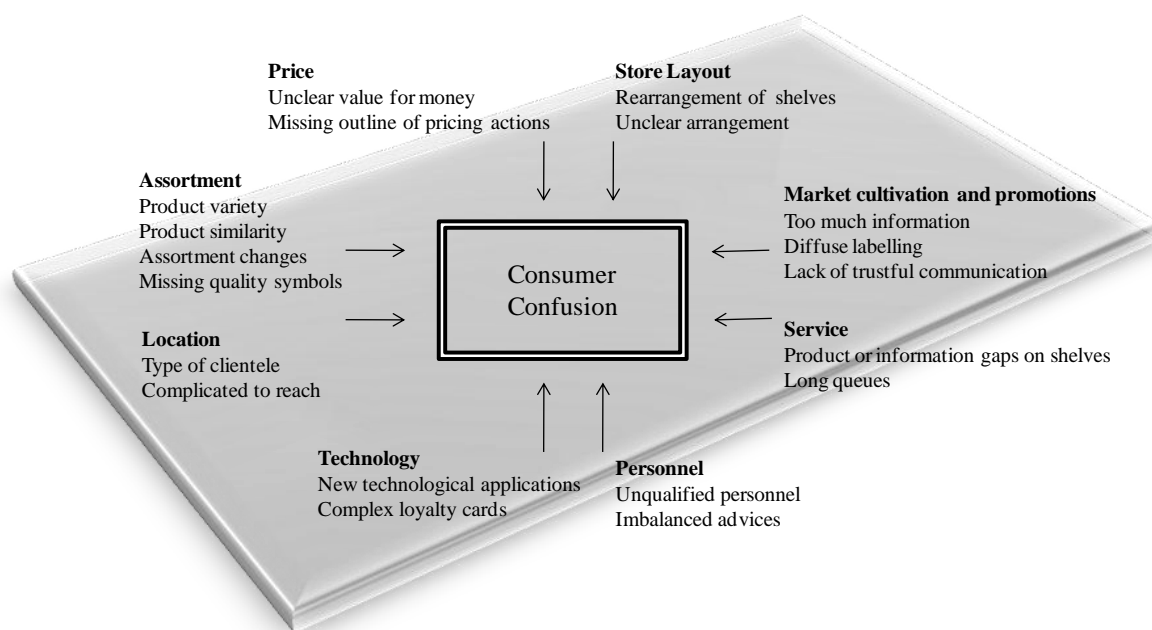 Price
Unclear value for money
Missing outline of pricing actions
Store Layout
Rearrangement of shelves
Unclear arrangement
Assortment
Product variety
Product similarity
Assortment changes
Missing quality symbols
Market cultivation and promotions
Too much information
Diffuse labelling
Lack of trustful communication
Consumer
Confusion
Location
Type of clientele
Complicated to reach
Service
Product or information gaps on shelves
Long queues
Technology
New technological applications
Complex loyalty cards
Personnel
Unqualified personnel
Imbalanced advices